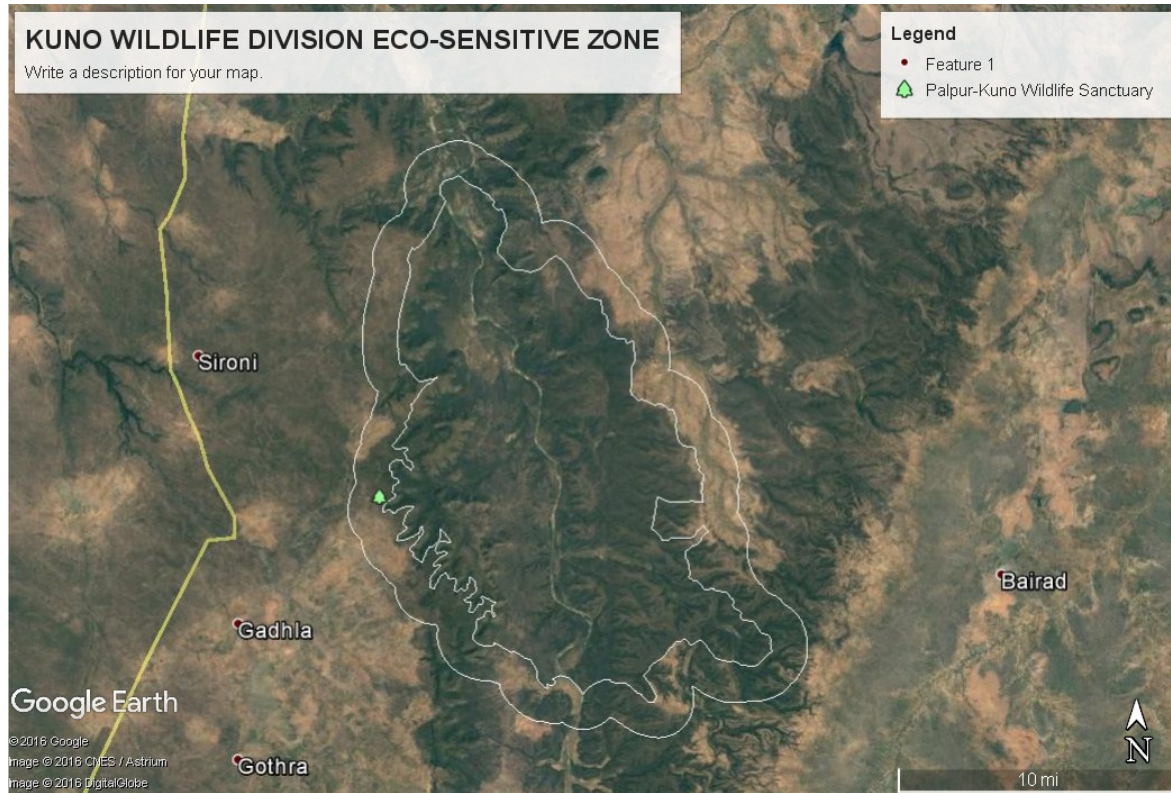 KUNO WILDLIFE DIVISION ECO-SENSITIVE ZONE
Write a description for your map.
Legend
Feature 1
Palpur-Kuno Wildlife Sanctuary
Sironi
Bairad
Gadhla
Google Earth
©2016 Google
Image © 2016 CNES / Astrium
Image © 2016 DigitalGlobe
Gothra
N
10 mi